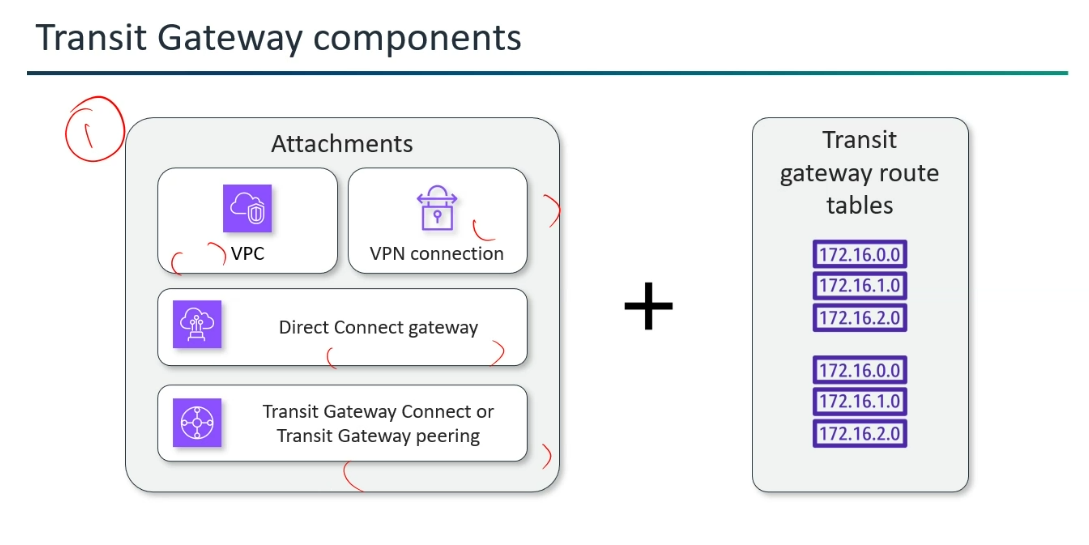 Transit Gateway components
1
Attachments
VPC
VPN connection
Direct Connect gateway
Transit Gateway Connect or
Transit Gateway peering
+
Transit
gateway route
tables
172.16.0.0
172.16.1.0
172.16.2.0
172.16.0.0
172.16.1.0
172.16.2.0